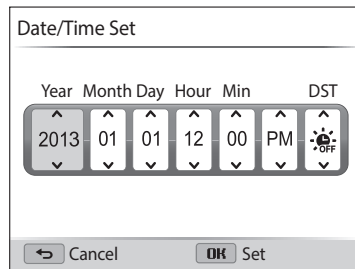 Date/Time Set
Year Month Day Hour Min DST
2013 01 01 12 00 PM OFF
Cancel OK Set